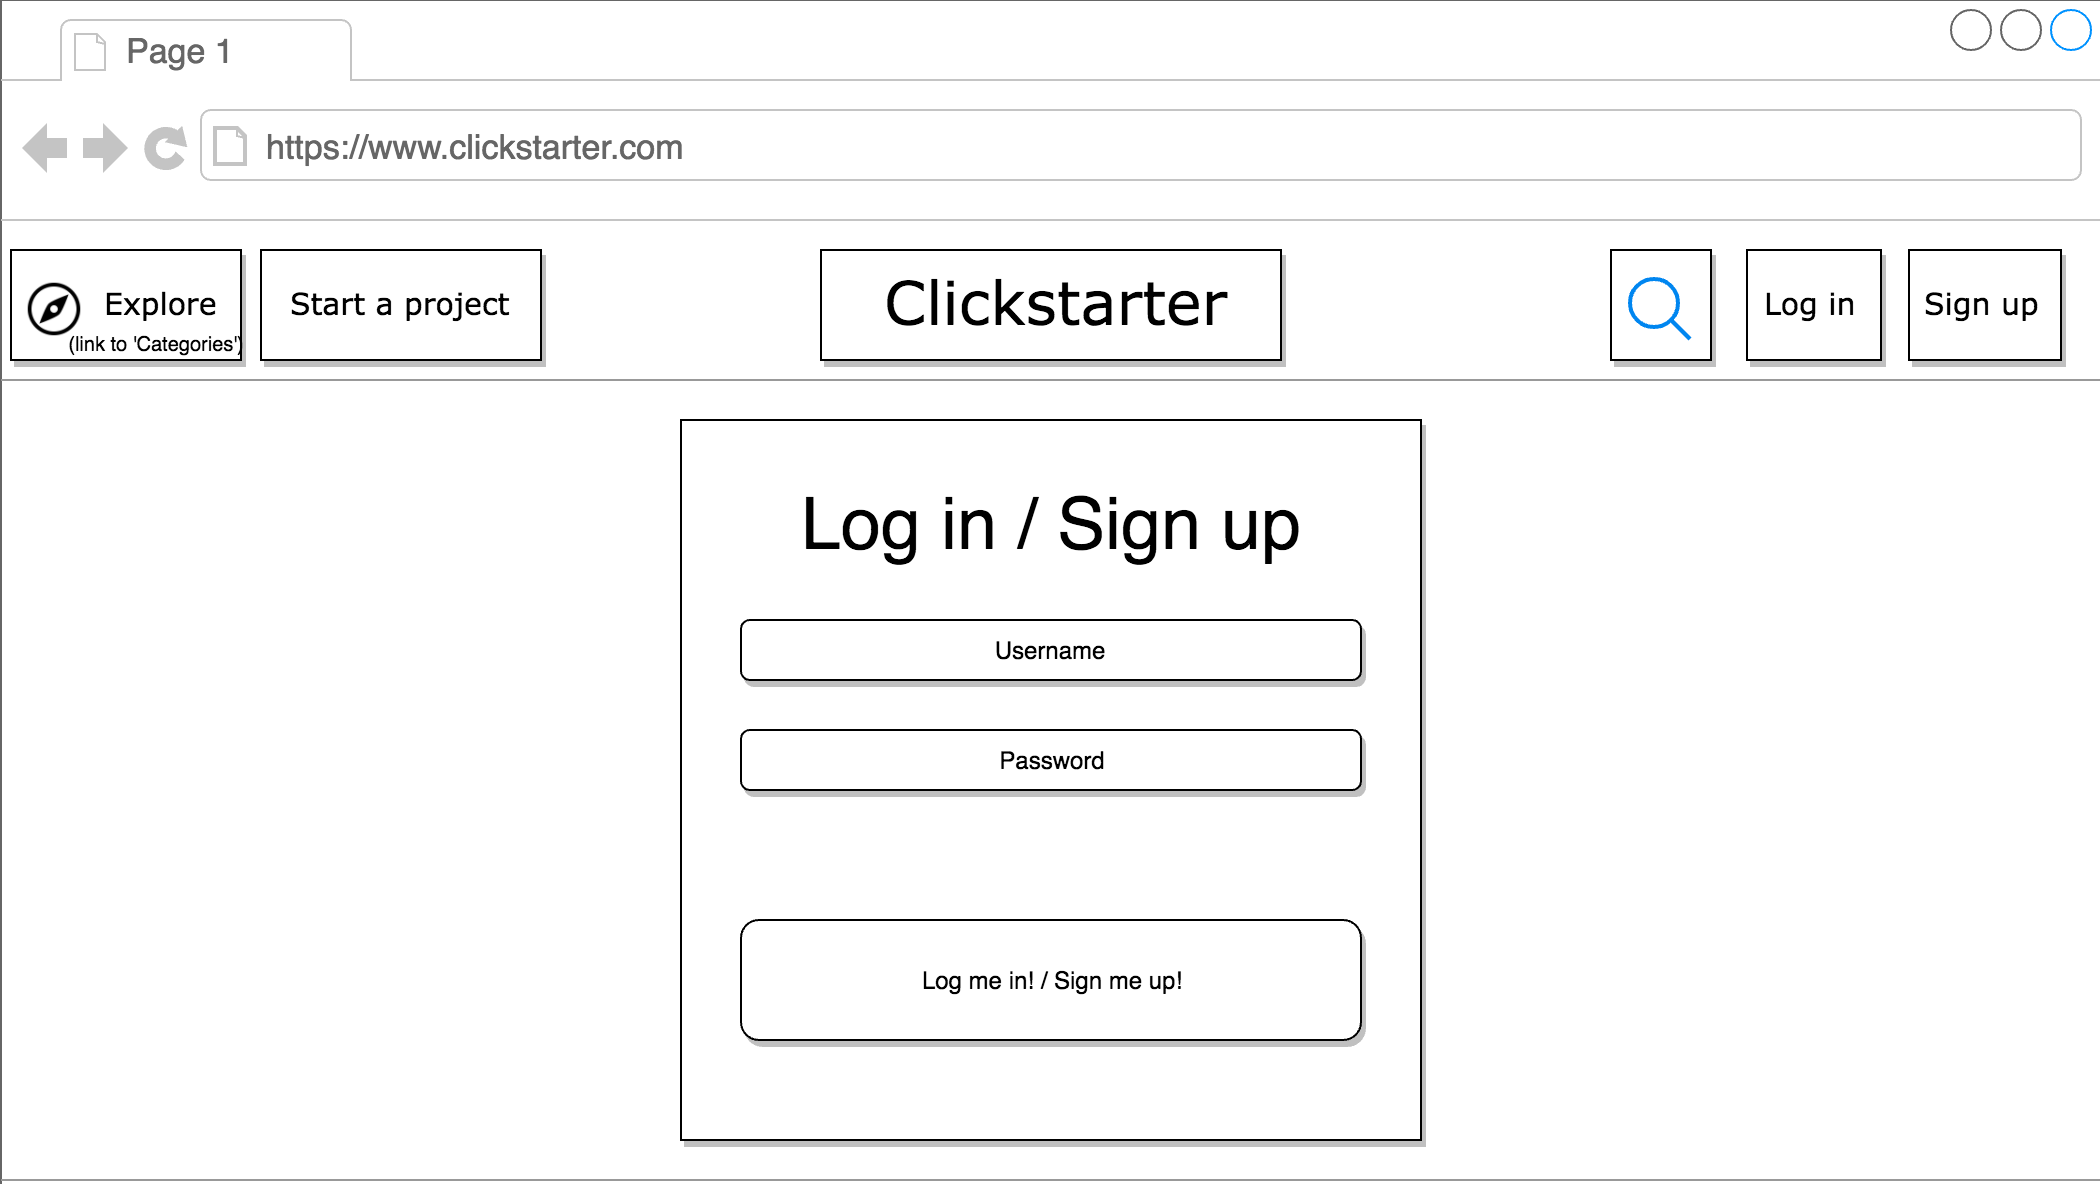 Page 1
https://www.clickstarter.com
Explore
(link to 'Categories')
Start a project
Clickstarter
Log in
Sign up
Log in / Sign up
Username
Password
Log me in! / Sign me up!